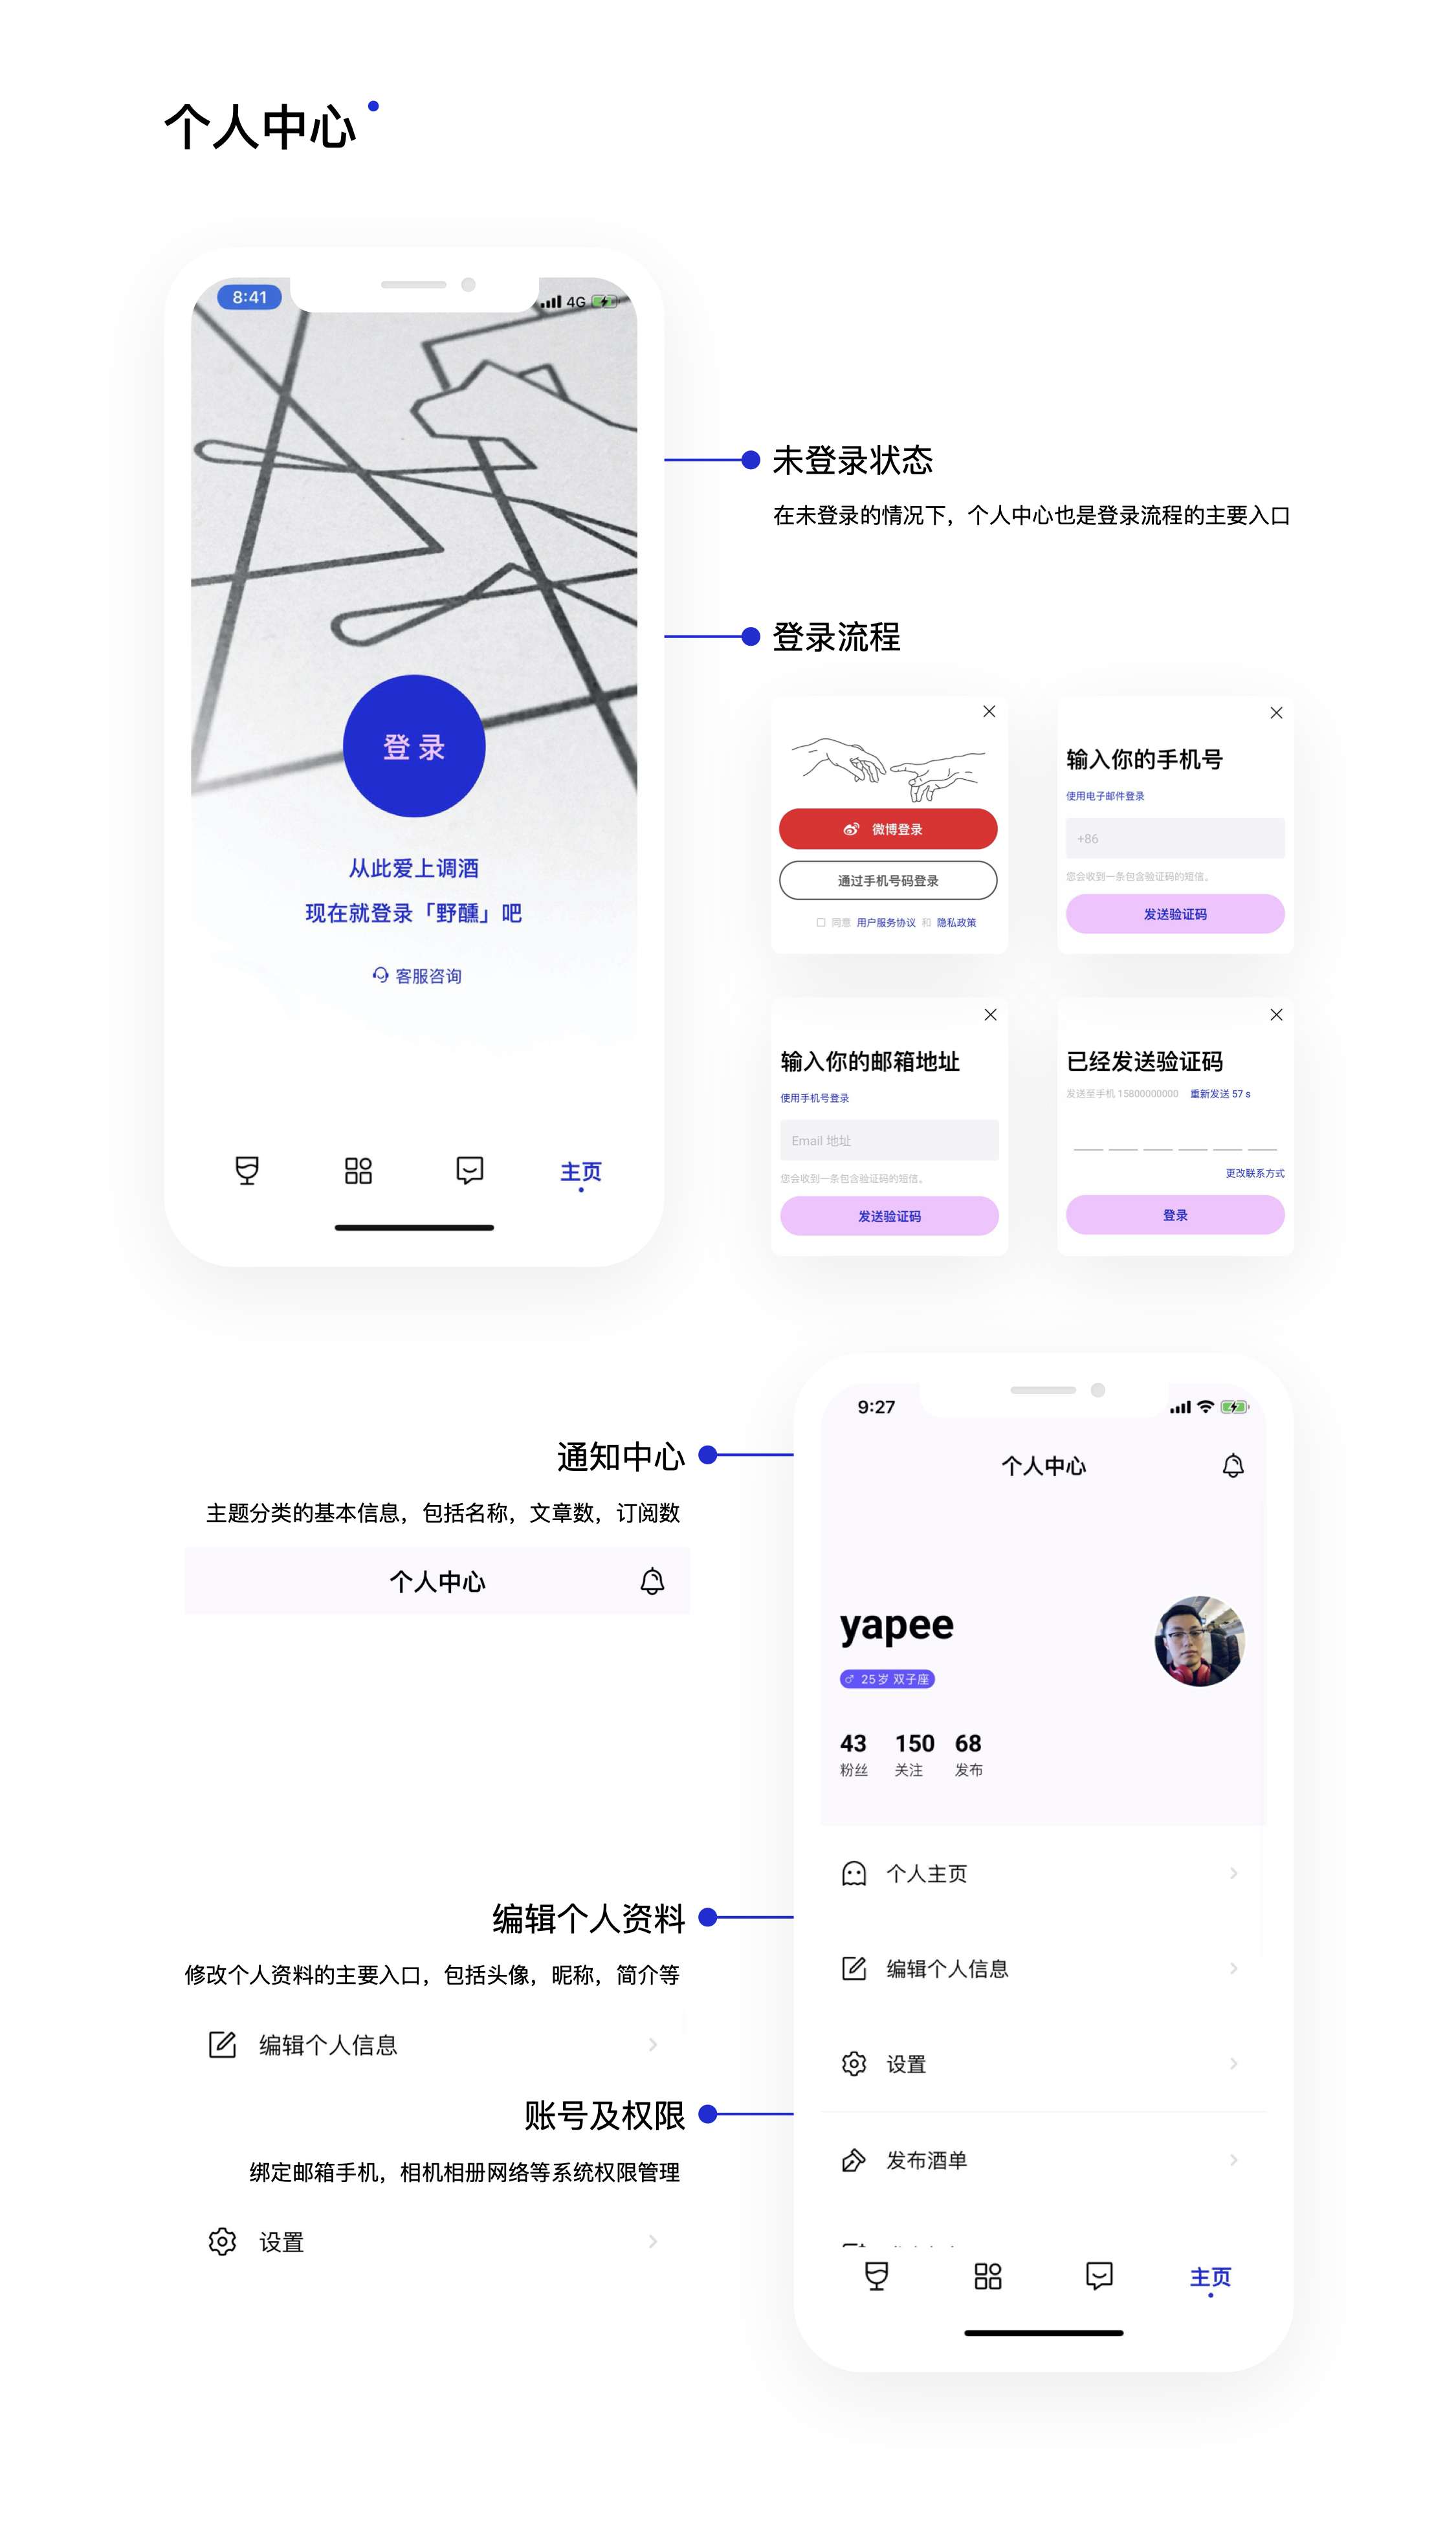 个人中心
8:41
4G
登录
从此爱上调酒
现在就登录「野醺」吧
客服咨询
主页
未登录状态
在未登录的情况下，个人中心也是登录流程的主要入口
登录流程
微博登录
通过手机号码登录
同意 用户服务协议 和 隐私政策
输入你的手机号
使用电子邮件登录
+86
您会收到一条包含验证码的短信。
发送验证码
输入你的邮箱地址
使用手机号登录
Email 地址
您会收到一条包含验证码的短信。
发送验证码
已经发送验证码
发送至手机 15800000000 重新发送 57 s
更改联系方式
登录
通知中心
主题分类的基本信息，包括名称，文章数，订阅数
个人中心
编辑个人资料
修改个人资料的主要入口，包括头像，昵称，简介等
编辑个人信息
账号及权限
绑定邮箱手机，相机相册网络等系统权限管理
设置
9:27
个人中心
yapee
♂ 25岁 双子座
43 150 68
粉丝 关注 发布
个人主页
编辑个人信息
设置
发布酒单
主页